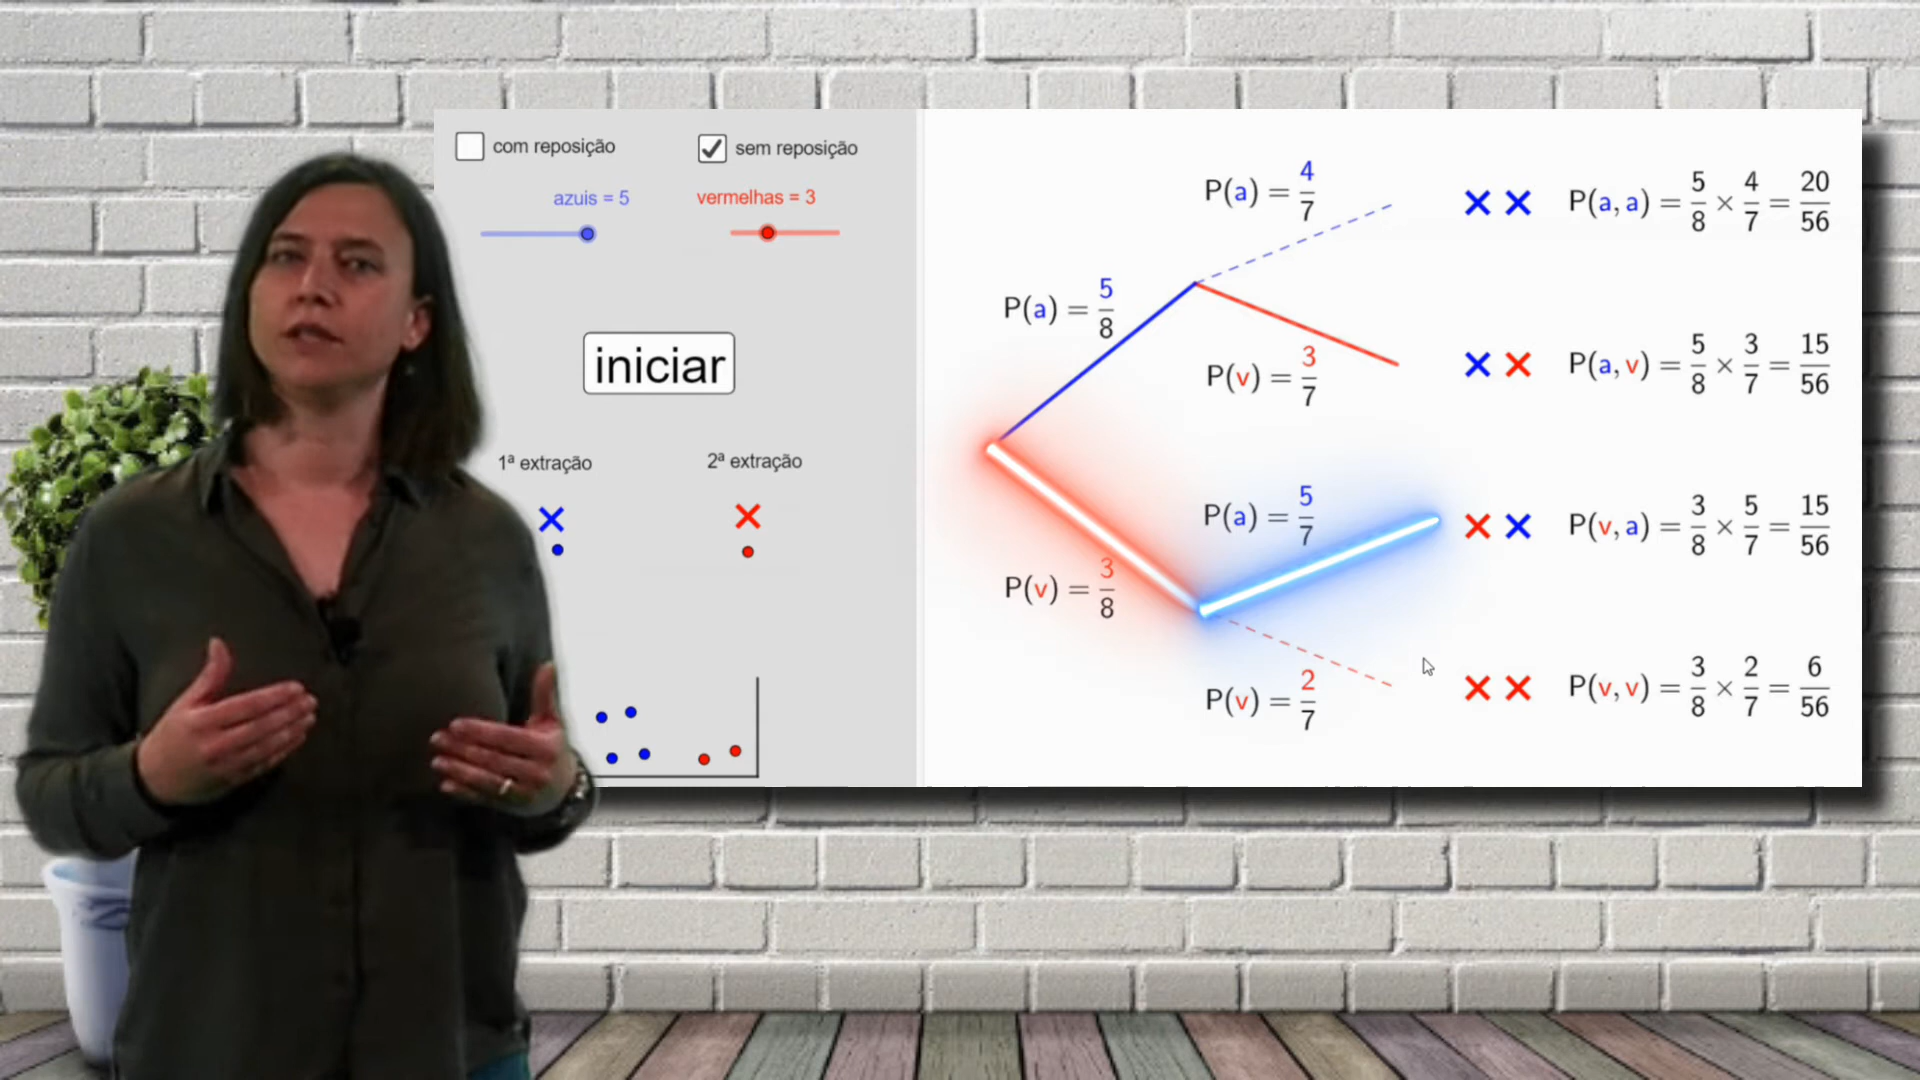 com reposição
sem reposição
azuis = 5
vermelhas = 3
iniciar
1ª extração
2ª extração
P(a) = 5/8
P(v) = 3/8
P(a) = 4/7
P(v) = 3/7
P(a) = 5/7
P(v) = 2/7
P(a, a) = 5/8 × 4/7 = 20/56
P(a, v) = 5/8 × 3/7 = 15/56
P(v, a) = 3/8 × 5/7 = 15/56
P(v, v) = 3/8 × 2/7 = 6/56